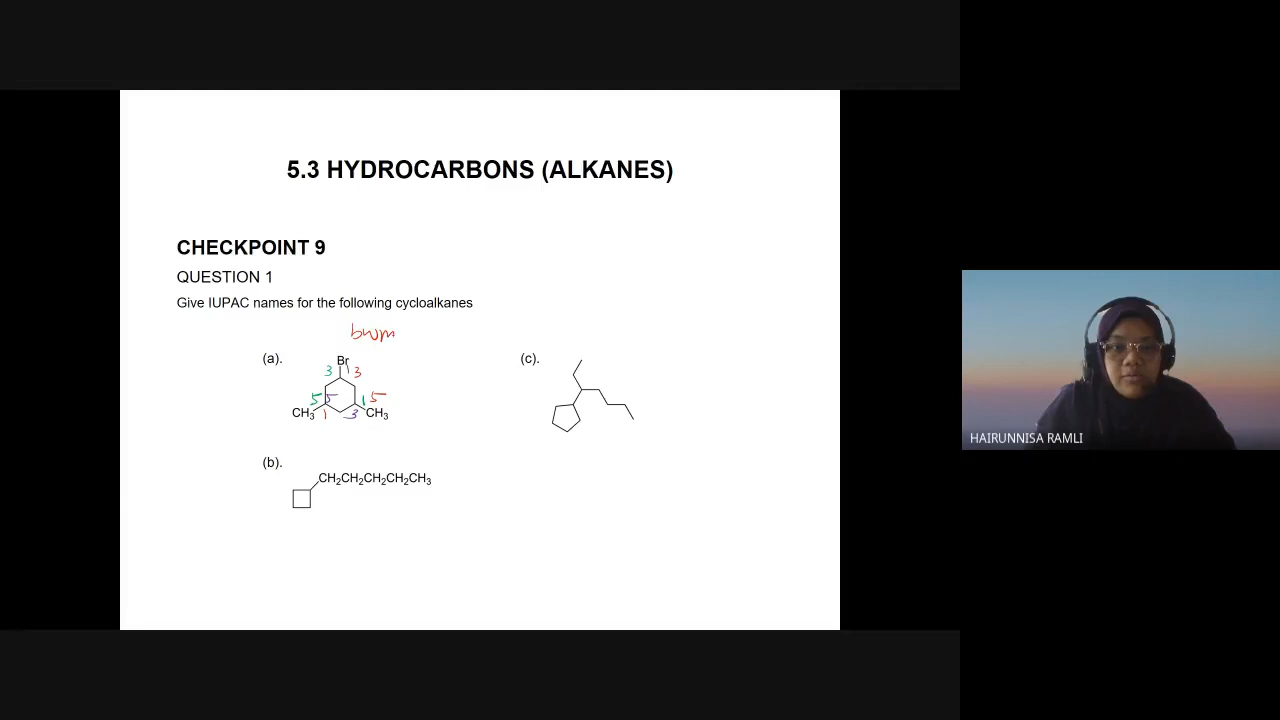 5.3 HYDROCARBONS (ALKANES)
CHECKPOINT 9
QUESTION 1
Give IUPAC names for the following cycloalkanes
(a).
Br
3 3
5 5 1 5
CH₃ 1 3 CH₃
(b).
CH₂CH₂CH₂CH₂CH₃
(c).
HAIRUNNISA RAMLI